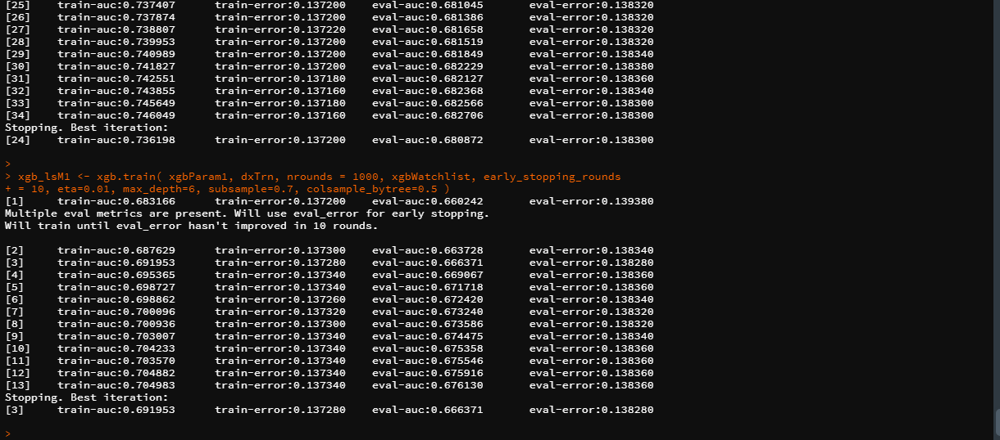 [25] train-auc:0.737407 train-error:0.137200 eval-auc:0.681045 eval-error:0.138320
[26] train-auc:0.737874 train-error:0.137200 eval-auc:0.681386 eval-error:0.138320
[27] train-auc:0.738807 train-error:0.137220 eval-auc:0.681658 eval-error:0.138320
[28] train-auc:0.739953 train-error:0.137200 eval-auc:0.681519 eval-error:0.138320
[29] train-auc:0.740989 train-error:0.137200 eval-auc:0.681849 eval-error:0.138340
[30] train-auc:0.741827 train-error:0.137200 eval-auc:0.682229 eval-error:0.138380
[31] train-auc:0.742551 train-error:0.137180 eval-auc:0.682127 eval-error:0.138360
[32] train-auc:0.743855 train-error:0.137160 eval-auc:0.682368 eval-error:0.138340
[33] train-auc:0.745649 train-error:0.137180 eval-auc:0.682566 eval-error:0.138300
[34] train-auc:0.746049 train-error:0.137160 eval-auc:0.682706 eval-error:0.138300
Stopping. Best iteration:
[24] train-auc:0.736198 train-error:0.137200 eval-auc:0.680872 eval-error:0.138300
>
> xgb_lsM1 <- xgb.train( xgbParam1, dxTrn, nrounds = 1000, xgbWatchlist, early_stopping_rounds
+ = 10, eta=0.01, max_depth=6, subsample=0.7, colsample_bytree=0.5 )
[1] train-auc:0.683166 train-error:0.137200 eval-auc:0.660242 eval-error:0.139380
Multiple eval metrics are present. Will use eval_error for early stopping.
Will train until eval_error hasn't improved in 10 rounds.
[2] train-auc:0.687629 train-error:0.137300 eval-auc:0.663728 eval-error:0.138340
[3] train-auc:0.691953 train-error:0.137280 eval-auc:0.666371 eval-error:0.138280
[4] train-auc:0.695365 train-error:0.137340 eval-auc:0.669067 eval-error:0.138360
[5] train-auc:0.698727 train-error:0.137340 eval-auc:0.671718 eval-error:0.138360
[6] train-auc:0.698862 train-error:0.137260 eval-auc:0.672420 eval-error:0.138340
[7] train-auc:0.700096 train-error:0.137320 eval-auc:0.673240 eval-error:0.138320
[8] train-auc:0.700936 train-error:0.137300 eval-auc:0.673586 eval-error:0.138320
[9] train-auc:0.703007 train-error:0.137340 eval-auc:0.674475 eval-error:0.138340
[10] train-auc:0.704233 train-error:0.137340 eval-auc:0.675358 eval-error:0.138360
[11] train-auc:0.703570 train-error:0.137340 eval-auc:0.675546 eval-error:0.138360
[12] train-auc:0.704882 train-error:0.137340 eval-auc:0.675916 eval-error:0.138360
[13] train-auc:0.704983 train-error:0.137340 eval-auc:0.676130 eval-error:0.138360
Stopping. Best iteration:
[3] train-auc:0.691953 train-error:0.137280 eval-auc:0.666371 eval-error:0.138280
>